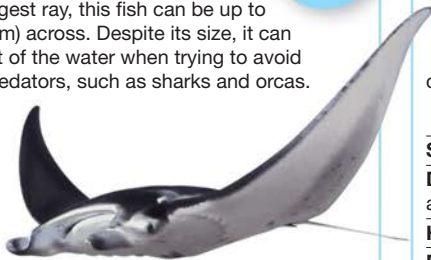 gest ray, this fish can be up to
m) across. Despite its size, it can
t of the water when trying to avoid
edators, such as sharks and orcas.